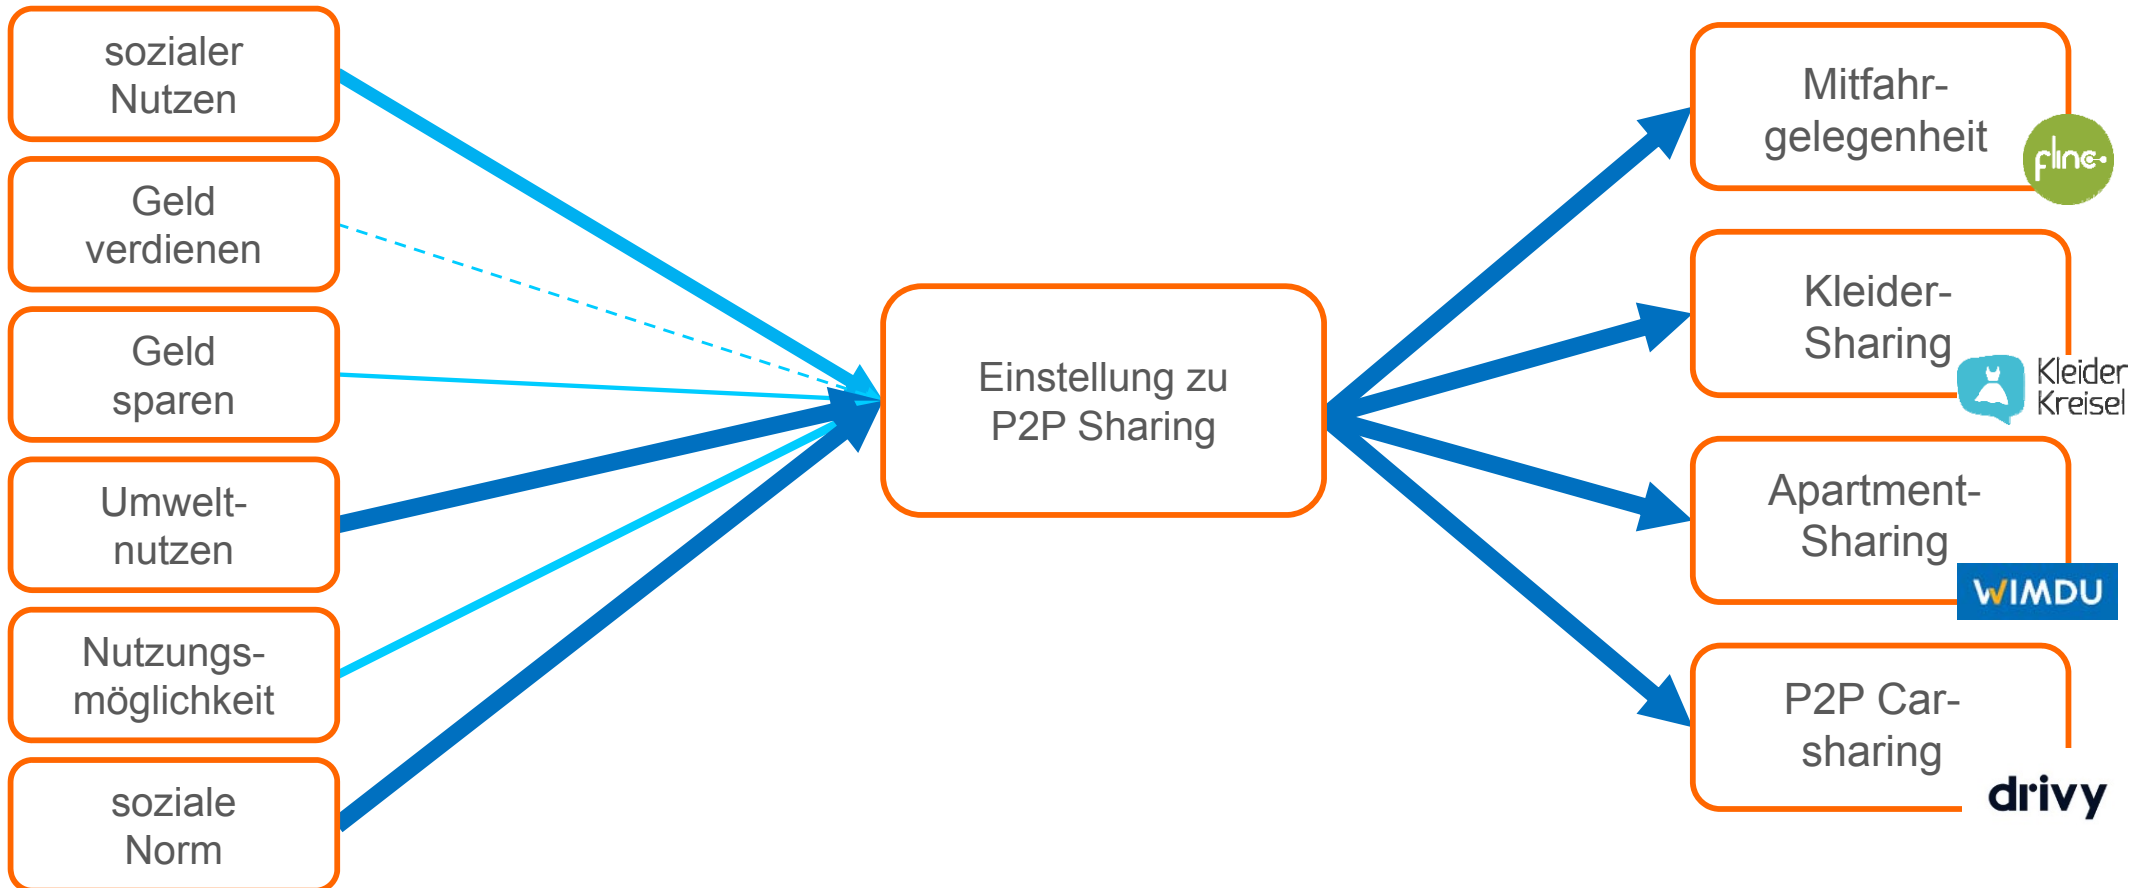 sozialer
Nutzen
Geld
verdienen
Geld
sparen
Umwelt-
nutzen
Nutzungs-
möglichkeit
soziale
Norm
Einstellung zu
P2P Sharing
Mitfahr-
gelegenheit
flinc
Kleider-
Sharing
Kleider
Kreisel
Apartment-
Sharing
WIMDU
P2P Car-
sharing
drivy